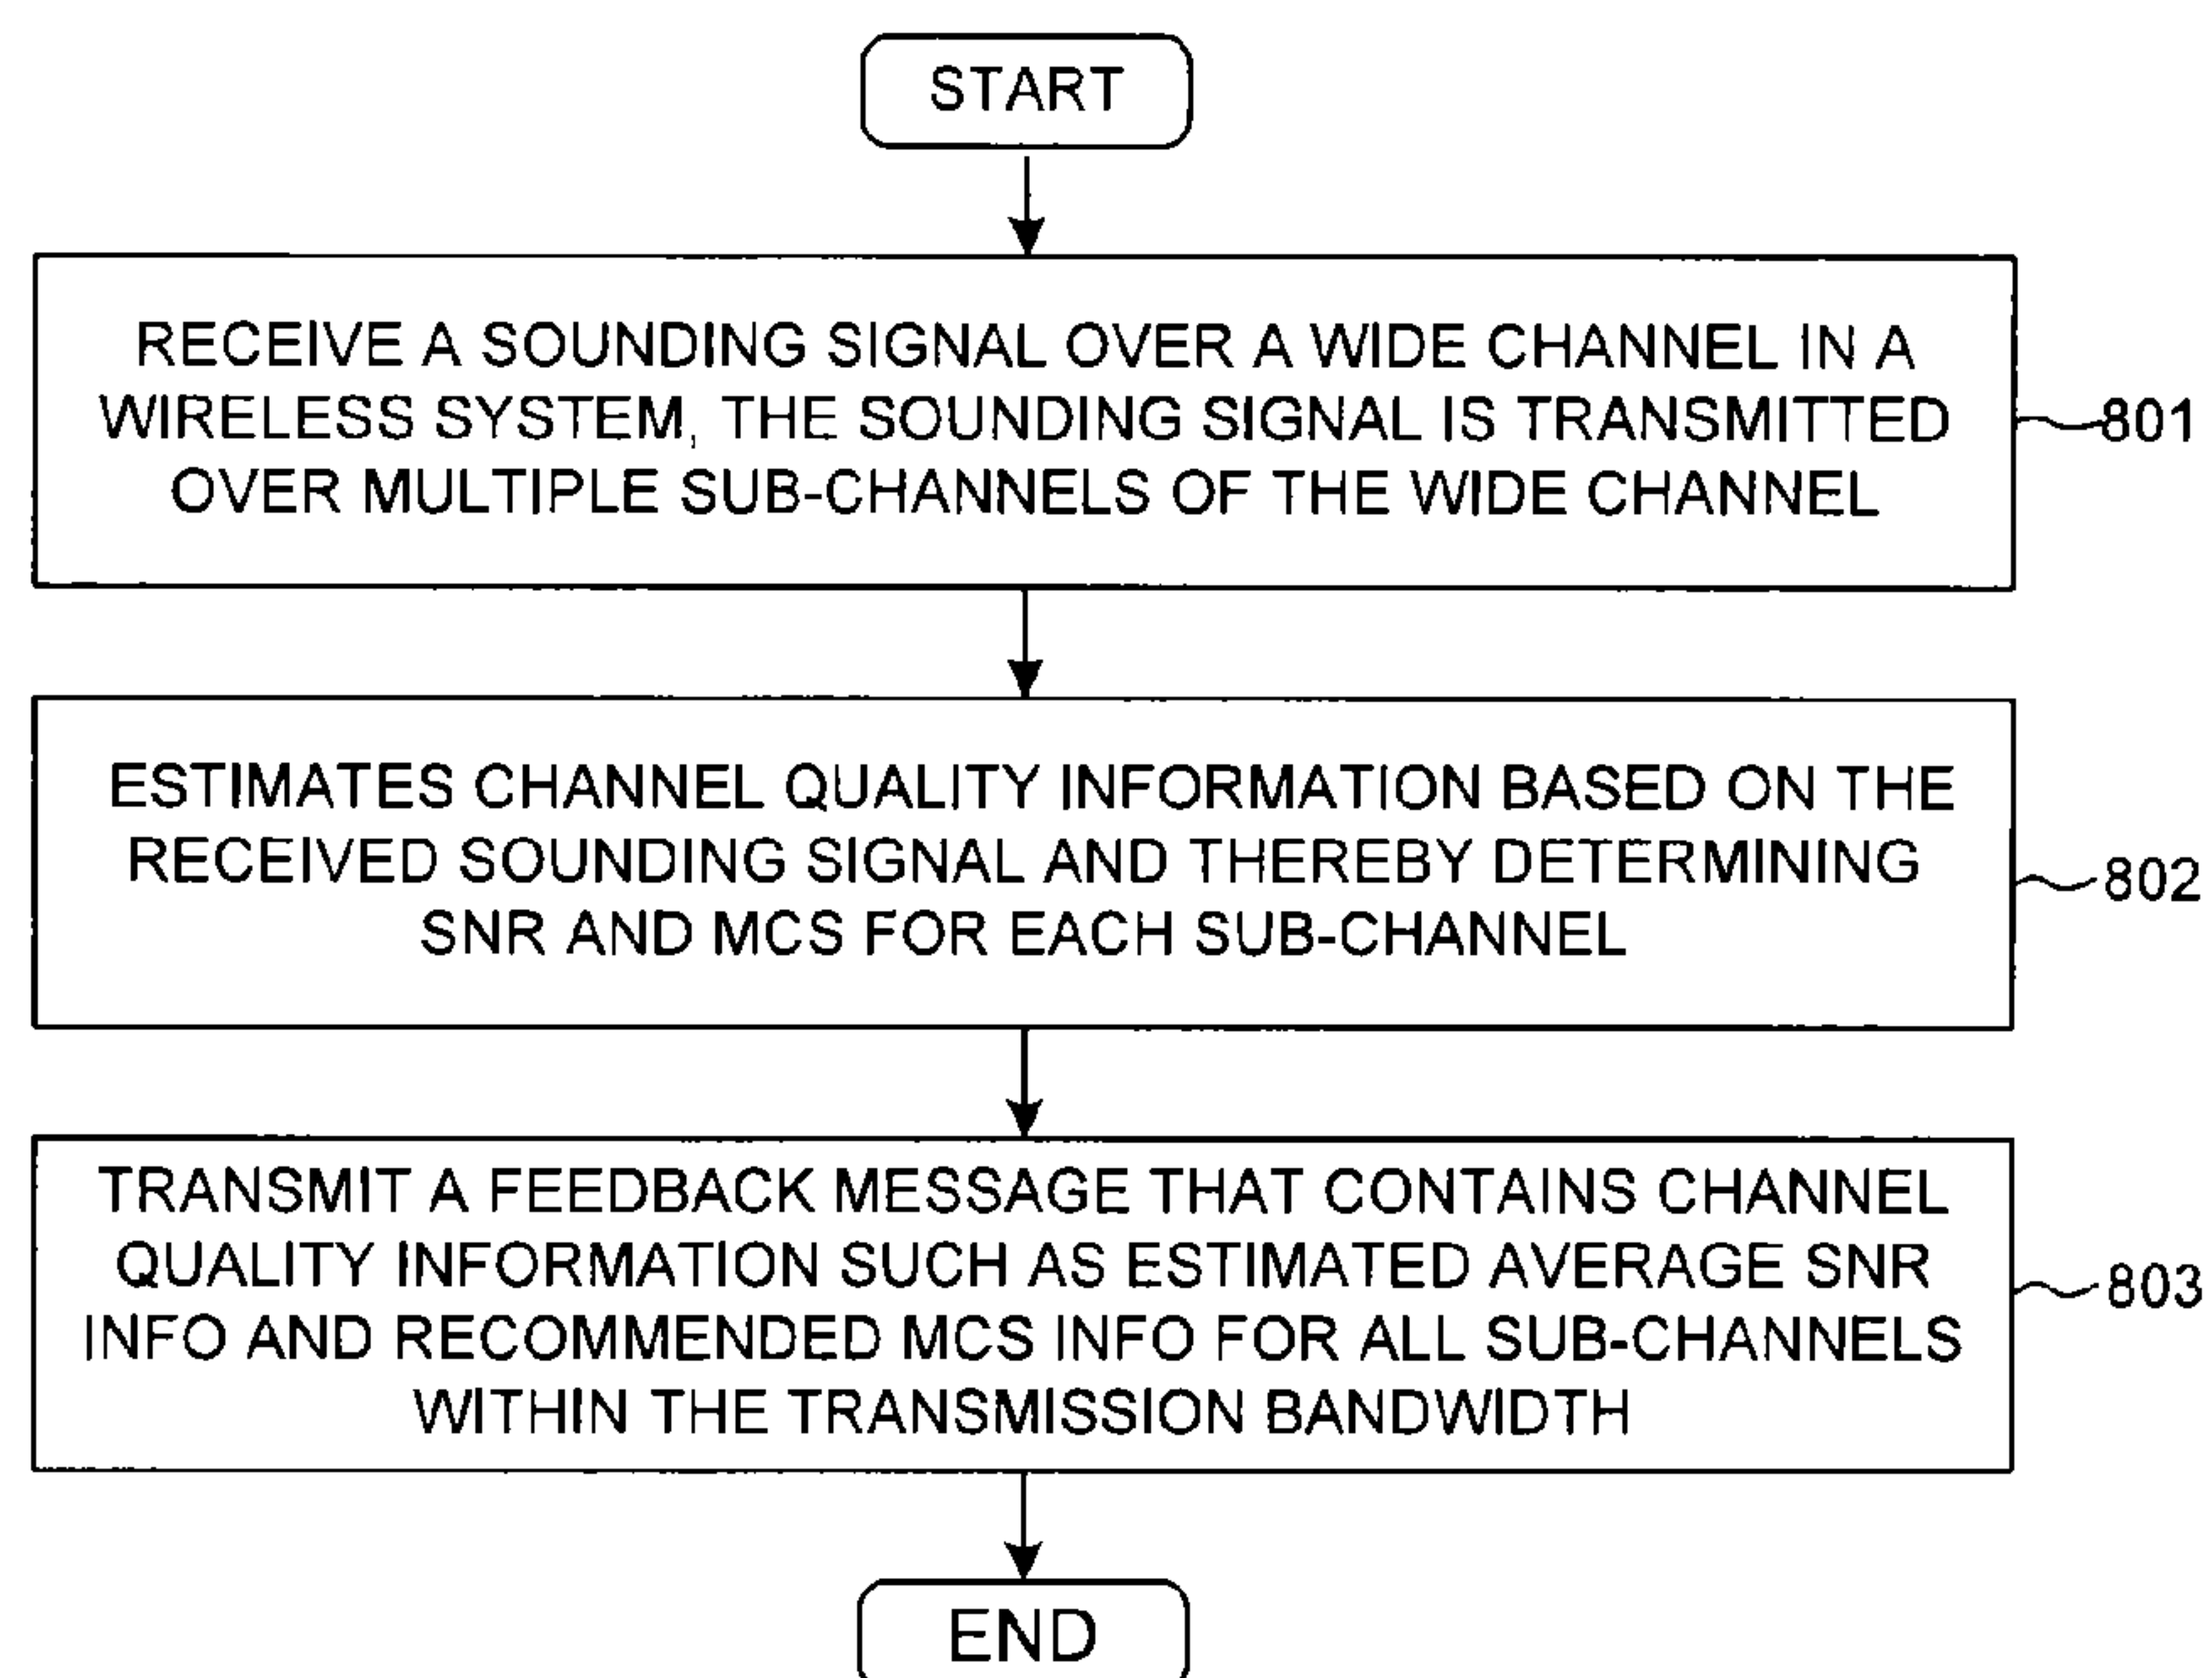 START
RECEIVE A SOUNDING SIGNAL OVER A WIDE CHANNEL IN A
WIRELESS SYSTEM, THE SOUNDING SIGNAL IS TRANSMITTED
OVER MULTIPLE SUB-CHANNELS OF THE WIDE CHANNEL
801
ESTIMATES CHANNEL QUALITY INFORMATION BASED ON THE
RECEIVED SOUNDING SIGNAL AND THEREBY DETERMINING
SNR AND MCS FOR EACH SUB-CHANNEL
802
TRANSMIT A FEEDBACK MESSAGE THAT CONTAINS CHANNEL
QUALITY INFORMATION SUCH AS ESTIMATED AVERAGE SNR
INFO AND RECOMMENDED MCS INFO FOR ALL SUB-CHANNELS
WITHIN THE TRANSMISSION BANDWIDTH
803
END